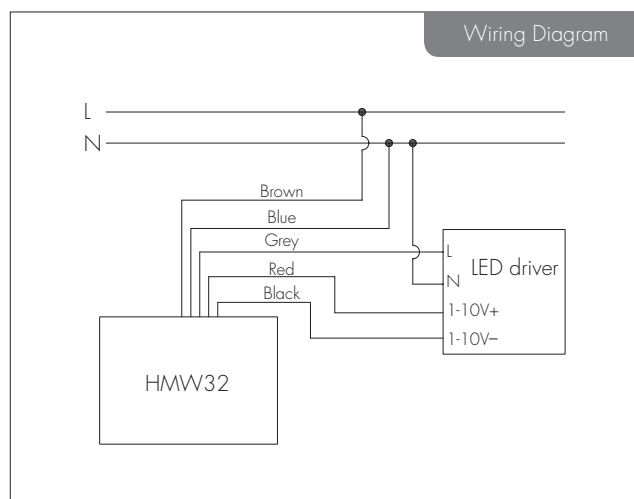 Wiring Diagram
L
N
Brown
Blue
Grey
Red
Black
L
N
LED driver
1-10V+
1-10V−
HMW32